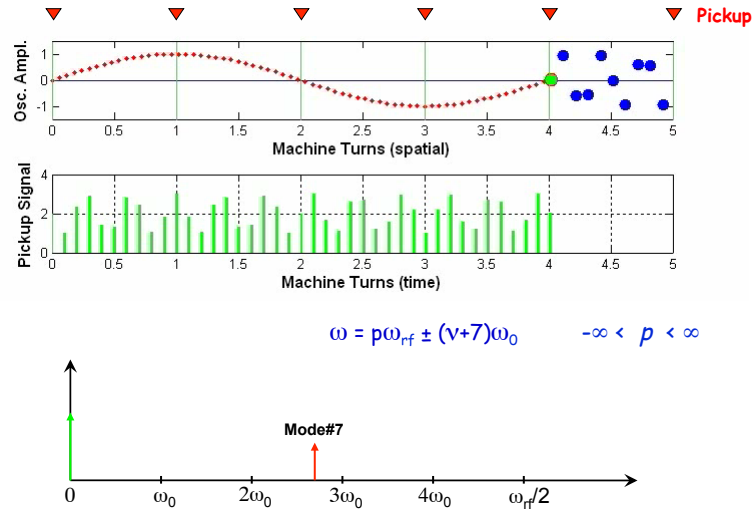 Pickup
Osc. Ampl.
1
0
-1
0 0.5 1 1.5 2 2.5 3 3.5 4 4.5 5
Machine Turns (spatial)
Pickup Signal
4
2
0
0 0.5 1 1.5 2 2.5 3 3.5 4 4.5 5
Machine Turns (time)
ω = pω_rf ± (ν+7)ω_0 -∞ < p < ∞
Mode#7
0 ω_0 2ω_0 3ω_0 4ω_0 ω_rf/2